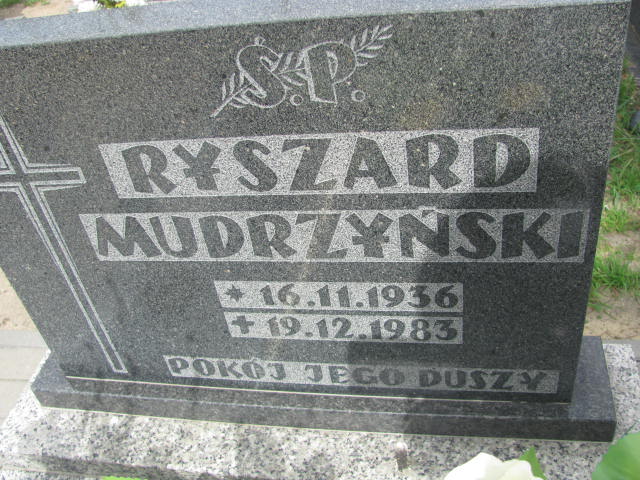 Ś.P.
RYSZARD
MUDRZYŃSKI
* 16.11.1936
+ 19.12.1983
POKÓJ JEGO DUSZY